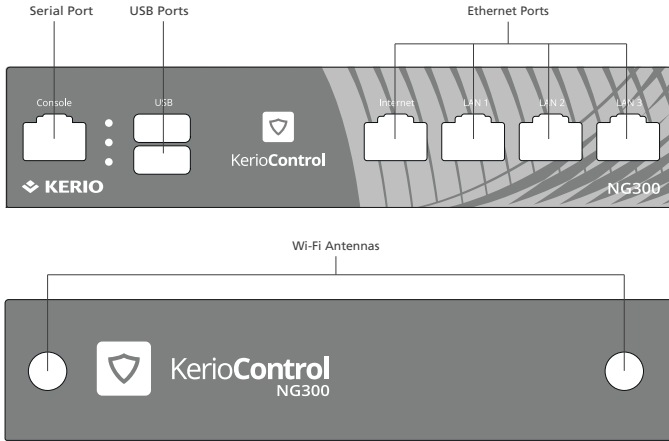 Serial Port USB Ports Ethernet Ports
Console USB Internet LAN 1 LAN 2 LAN 3
KerioControl
KERIO NG300
Wi-Fi Antennas
KerioControl
NG300